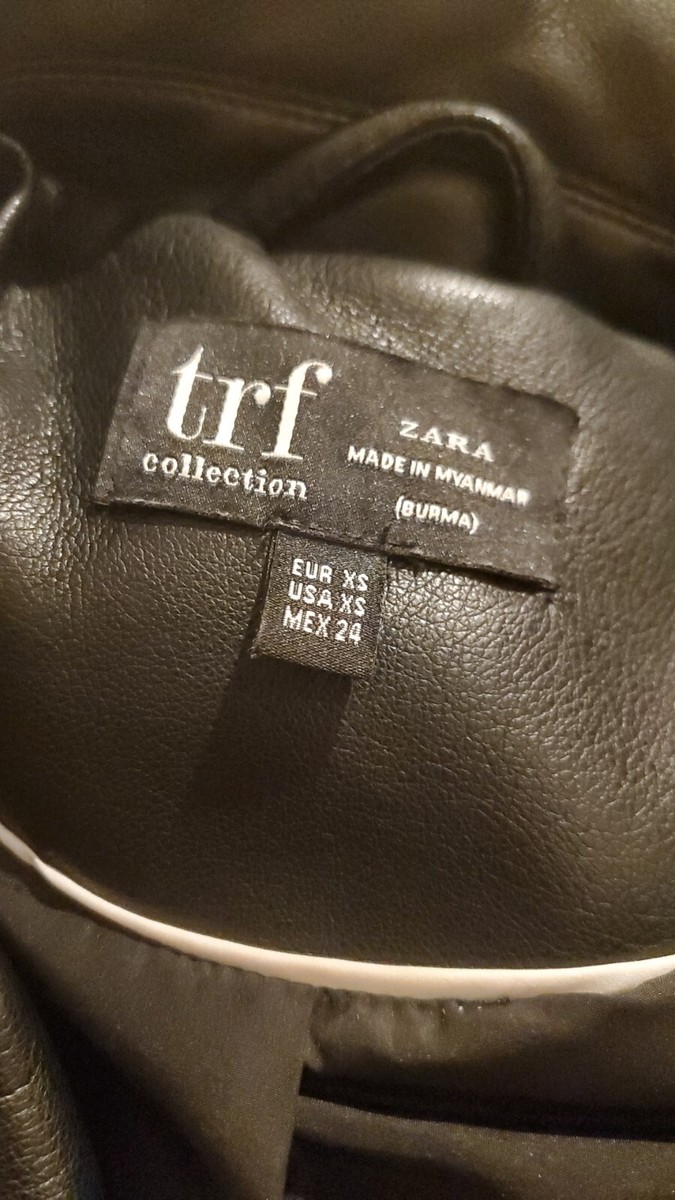 trf
collection
ZARA
MADE IN MYANMAR
(BURMA)
EUR XS
USA XS
MEX 24